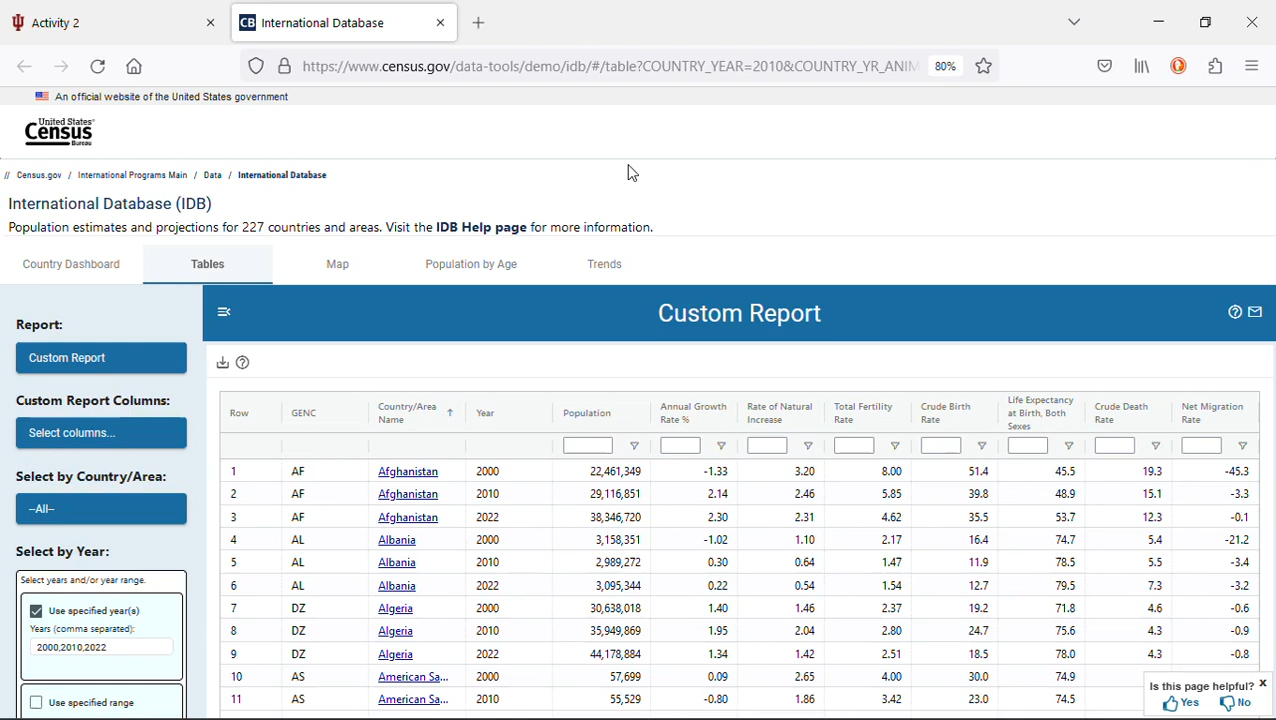 Activity 2
International Database
https://www.census.gov/data-tools/demo/idb/#/table?COUNTRY_YEAR=2010&COUNTRY_YR_ANIM
80%
An official website of the United States government
United States®
Census
Bureau
// Census.gov / International Programs Main / Data / International Database
International Database (IDB)
Population estimates and projections for 227 countries and areas. Visit the IDB Help page for more information.
Country Dashboard Tables Map Population by Age Trends
Report:
Custom Report
Custom Report Columns:
Select columns...
Select by Country/Area:
--All--
Select by Year:
Select years and/or year range.
Use specified year(s)
Years (comma separated):
2000,2010,2022
Use specified range
Custom Report
Row GENC Country/Area Name Year Population Annual Growth Rate % Rate of Natural Increase Total Fertility Rate Crude Birth Rate Life Expectancy at Birth, Both Sexes Crude Death Rate Net Migration Rate
1 AF Afghanistan 2000 22,461,349 -1.33 3.20 8.00 51.4 45.5 19.3 -45.3
2 AF Afghanistan 2010 29,116,851 2.14 2.46 5.85 39.8 48.9 15.1 -3.3
3 AF Afghanistan 2022 38,346,720 2.30 2.31 4.62 35.5 53.7 12.3 -0.1
4 AL Albania 2000 3,158,351 -1.02 1.10 2.17 16.4 74.7 5.4 -21.2
5 AL Albania 2010 2,989,272 0.30 0.64 1.47 11.9 78.5 5.5 -3.4
6 AL Albania 2022 3,095,344 0.22 0.54 1.54 12.7 79.5 7.3 -3.2
7 DZ Algeria 2000 30,638,018 1.40 1.46 2.37 19.2 71.8 4.6 -0.6
8 DZ Algeria 2010 35,949,869 1.95 2.04 2.80 24.7 75.6 4.3 -0.9
9 DZ Algeria 2022 44,178,884 1.34 1.42 2.51 18.5 78.0 4.3 -0.8
10 AS American Sa... 2000 57,699 0.09 2.65 4.00 30.0 74.9
11 AS American Sa... 2010 55,529 -0.80 1.86 3.42 23.0 74.5
Is this page helpful? x
Yes No